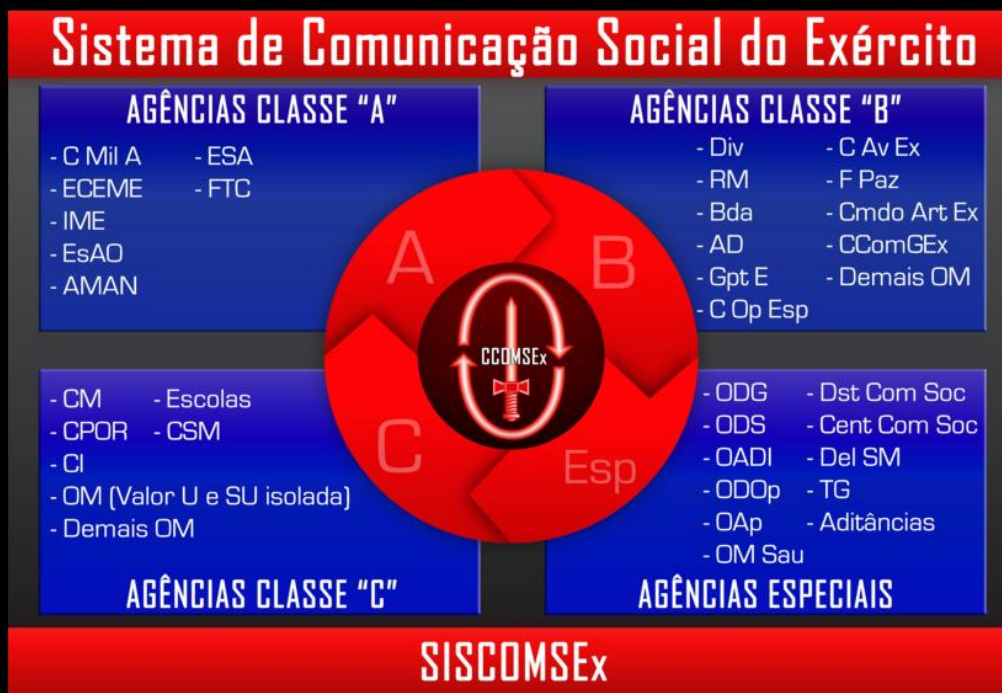 Sistema de Comunicação Social do Exército
AGÊNCIAS CLASSE “A”
- C Mil A - ESA
- ECEME - FTC
- IME
- EsAO
- AMAN
AGÊNCIAS CLASSE “B”
- Div - C Av Ex
- RM - F Paz
- Bda - Cmdo Art Ex
- AD - CComGEx
- Gpt E - Demais OM
- C Op Esp
A
B
CCOMSEx
C
Esp
- CM - Escolas
- CPOR - CSM
- CI
- OM (Valor U e SU isolada)
- Demais OM
AGÊNCIAS CLASSE “C”
- ODG - Dst Com Soc
- ODS - Cent Com Soc
- OADI - Del SM
- ODOp - TG
- OAp - Aditâncias
- OM Sau
AGÊNCIAS ESPECIAIS
SISCOMSEx